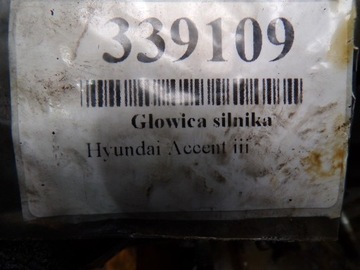 339109
Głowica silnika
Hyundai Accent iii